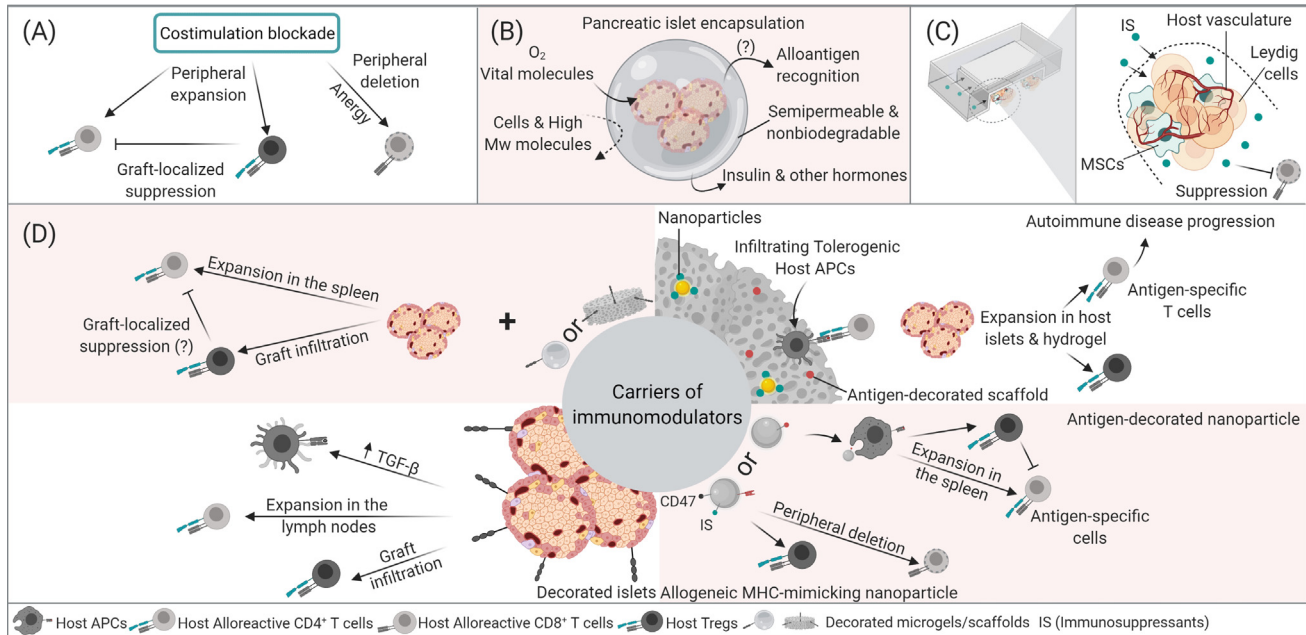 (A)
Costimulation blockade
Peripheral
expansion
Peripheral
deletion
Anergy
Graft-localized
suppression
(B)
Pancreatic islet encapsulation
O2
Vital molecules
(?)
Alloantigen
recognition
Cells & High
Mw molecules
Semipermeable &
nonbiodegradable
Insulin & other hormones
(C)
IS
Host vasculature
Leydig
cells
MSCs
Suppression
(D)
Expansion in the spleen
Graft-localized
suppression (?)
Graft infiltration
+
or
Nanoparticles
Infiltrating Tolerogenic
Host APCs
Antigen-decorated scaffold
Autoimmune disease progression
Antigen-specific
T cells
Expansion in host
islets & hydrogel
Carriers of
immunomodulators
TGF-β
Expansion in the
lymph nodes
Graft
infiltration
Decorated islets
Antigen-decorated nanoparticle
or
Expansion in
the spleen
Antigen-specific
cells
CD47
IS
Peripheral deletion
Allogeneic MHC-mimicking nanoparticle
Host APCs
Host Alloreactive CD4+ T cells
Host Alloreactive CD8+ T cells
Host Tregs
Decorated microgels/scaffolds
IS (Immunosuppressants)